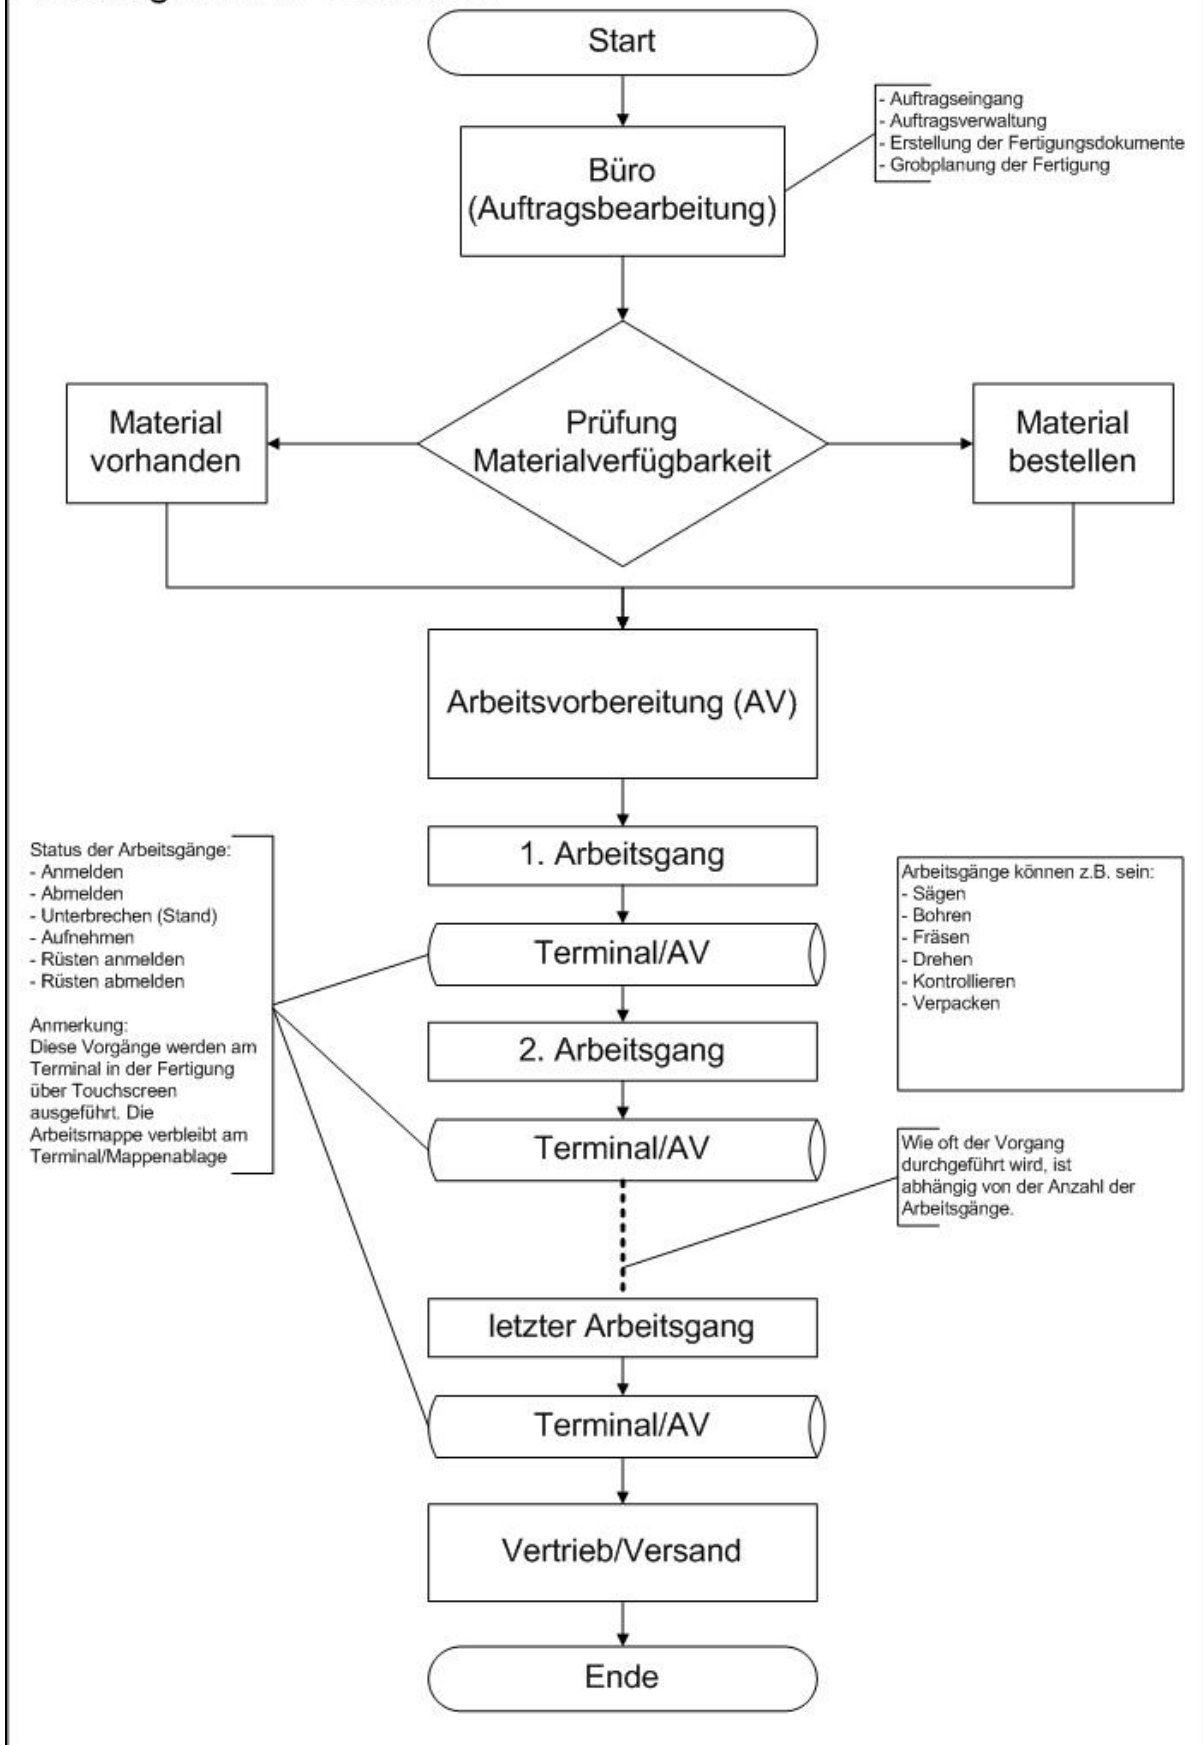 Start
- Auftragseingang
- Auftragsverwaltung
- Erstellung der Fertigungsdokumente
- Grobplanung der Fertigung
Büro
(Auftragsbearbeitung)
Material
vorhanden
Prüfung
Materialverfügbarkeit
Material
bestellen
Arbeitsvorbereitung (AV)
1. Arbeitsgang
Status der Arbeitsgänge:
- Anmelden
- Abmelden
- Unterbrechen (Stand)
- Aufnehmen
- Rüsten anmelden
- Rüsten abmelden
Anmerkung:
Diese Vorgänge werden am
Terminal in der Fertigung
über Touchscreen
ausgeführt. Die
Arbeitsmappe verbleibt am
Terminal/Mappenablage
Terminal/AV
Arbeitsgänge können z.B. sein:
- Sägen
- Bohren
- Fräsen
- Drehen
- Kontrollieren
- Verpacken
2. Arbeitsgang
Terminal/AV
Wie oft der Vorgang
durchgeführt wird, ist
abhängig von der Anzahl der
Arbeitsgänge.
letzter Arbeitsgang
Terminal/AV
Vertrieb/Versand
Ende